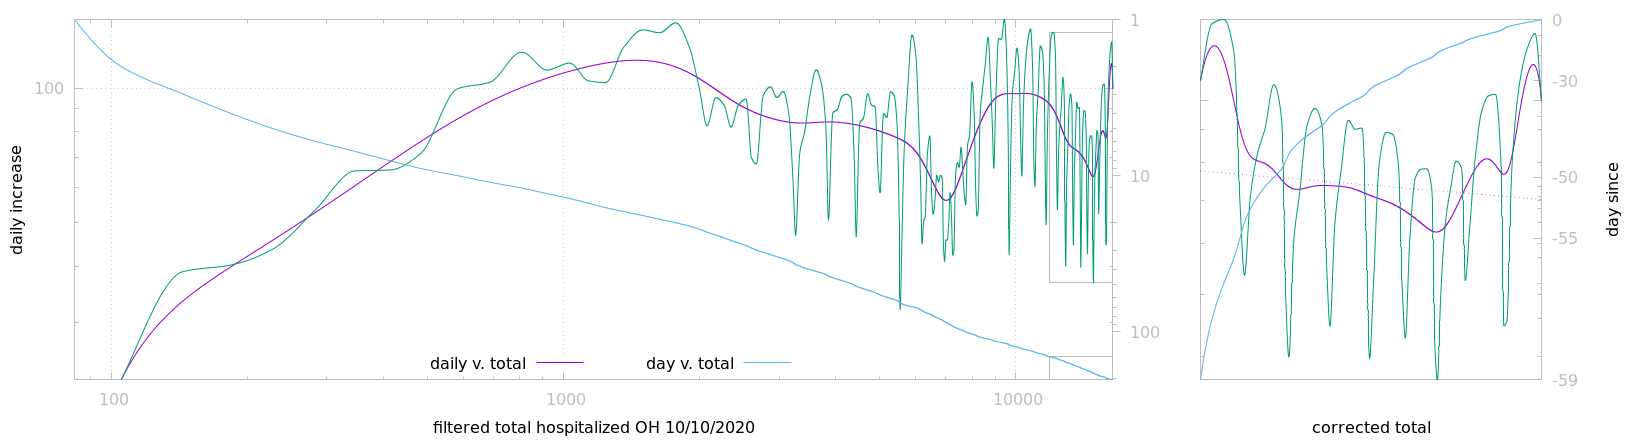 1
0
100
-30
daily increase
10
-50
day since
-55
100
daily v. total
day v. total
-59
100
1000
10000
filtered total hospitalized OH 10/10/2020
corrected total